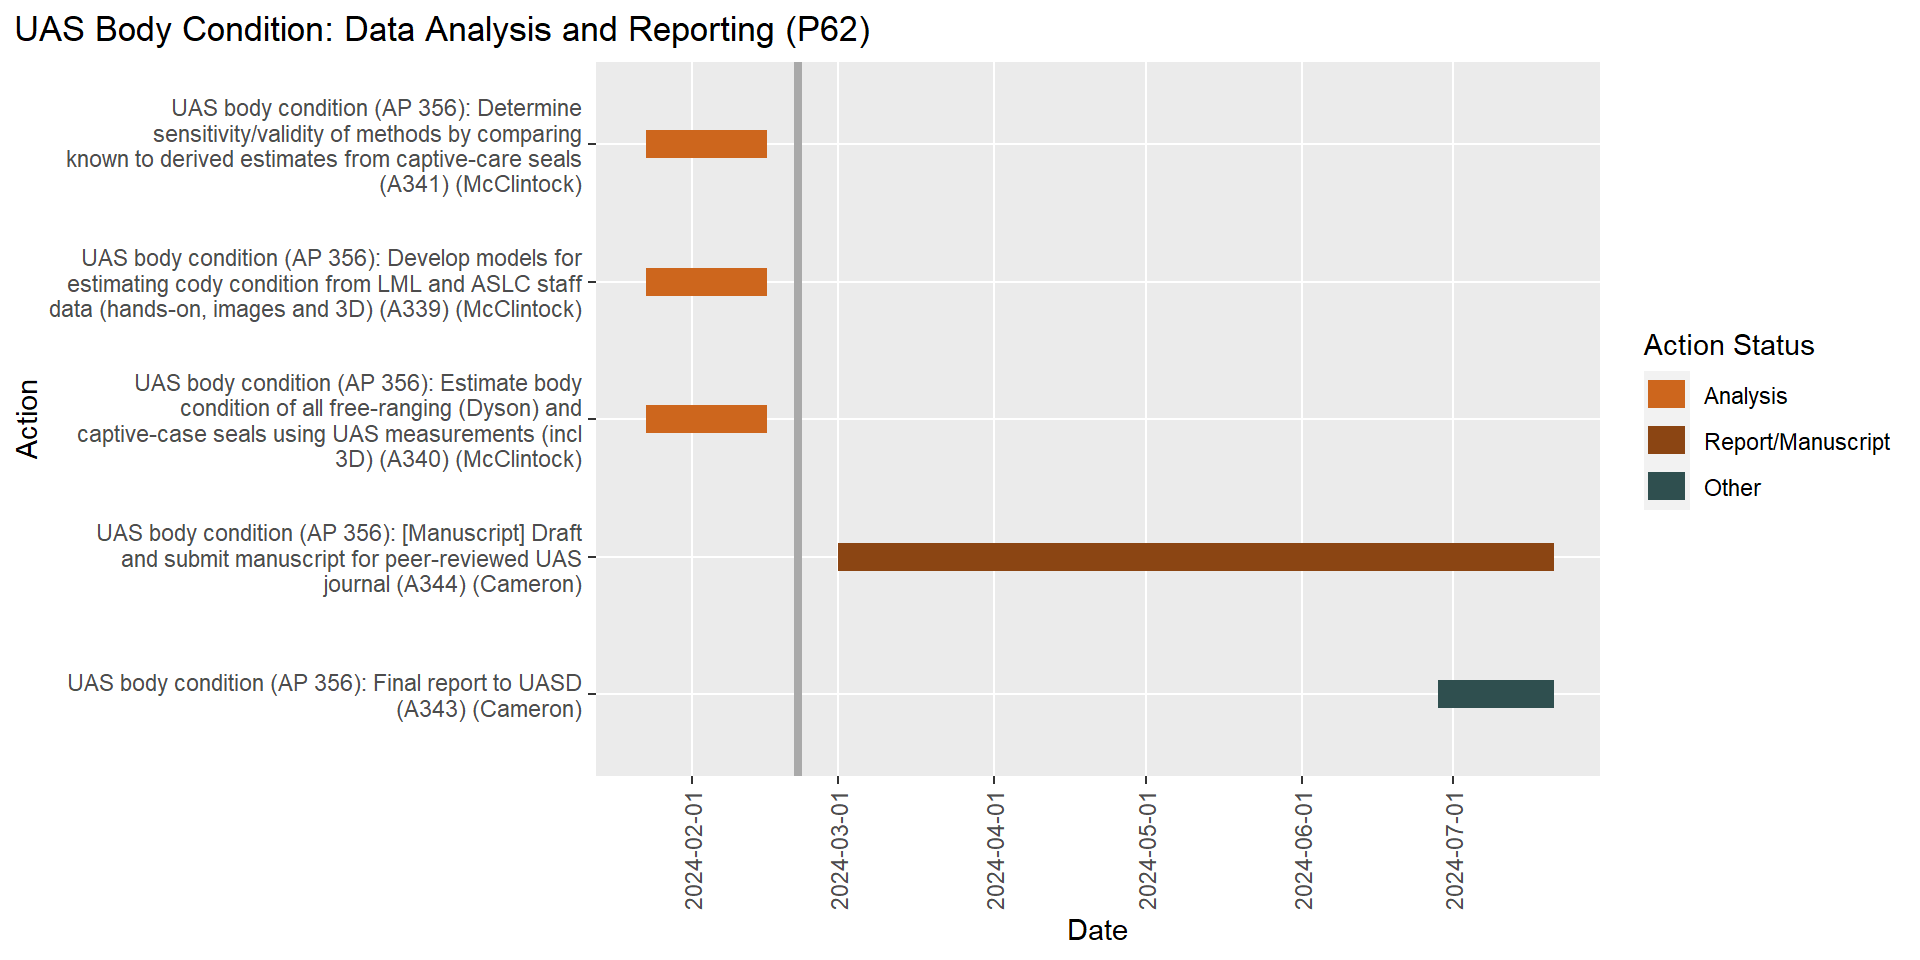 UAS Body Condition: Data Analysis and Reporting (P62)
UAS body condition (AP 356): Determine
sensitivity/validity of methods by comparing
known to derived estimates from captive-care seals
(A341) (McClintock)
UAS body condition (AP 356): Develop models for
estimating cody condition from LML and ASLC staff
data (hands-on, images and 3D) (A339) (McClintock)
UAS body condition (AP 356): Estimate body
condition of all free-ranging (Dyson) and
captive-case seals using UAS measurements (incl
3D) (A340) (McClintock)
UAS body condition (AP 356): [Manuscript] Draft
and submit manuscript for peer-reviewed UAS
journal (A344) (Cameron)
UAS body condition (AP 356): Final report to UASD
(A343) (Cameron)
Action
2024-02-01
2024-03-01
2024-04-01
2024-05-01
2024-06-01
2024-07-01
Date
Action Status
Analysis
Report/Manuscript
Other